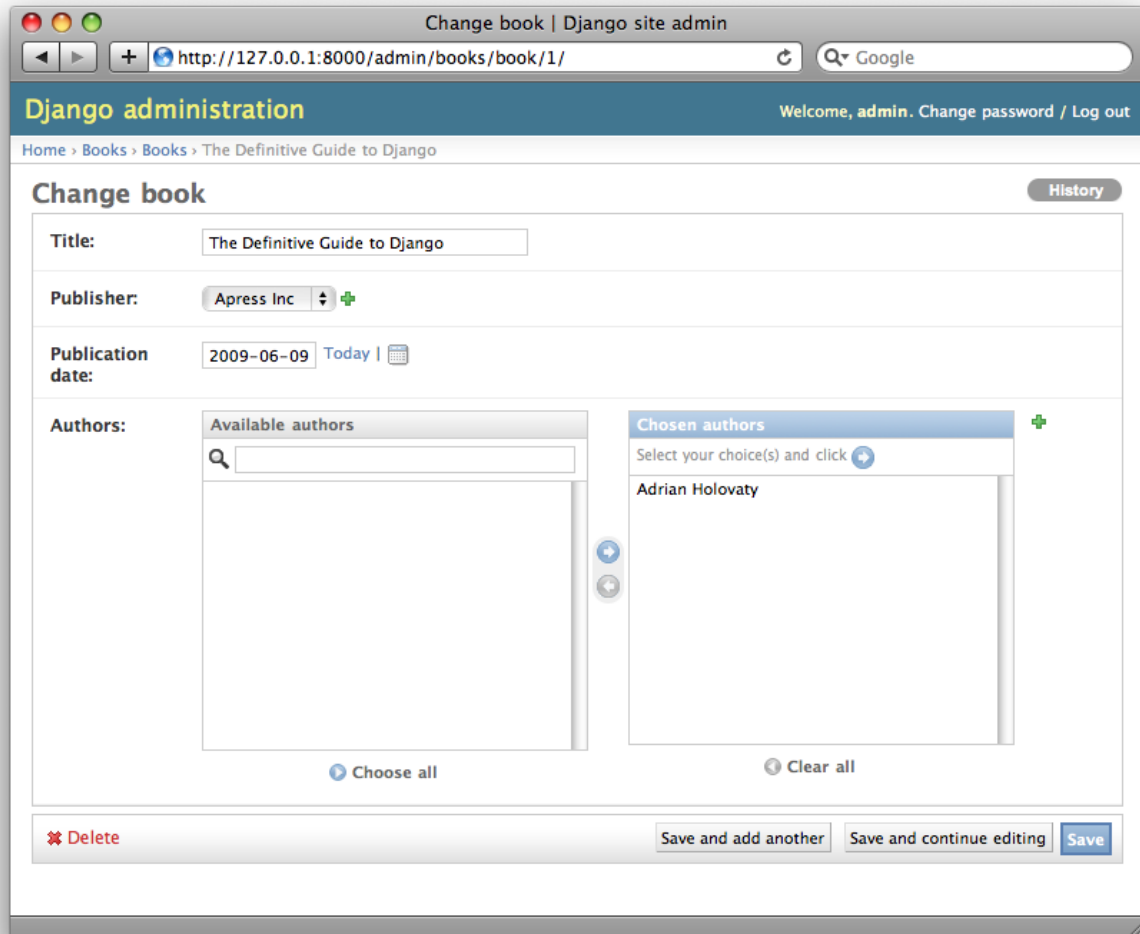 Change book | Django site admin
http://127.0.0.1:8000/admin/books/book/1/
Google
Django administration
Welcome, admin. Change password / Log out
Home › Books › Books › The Definitive Guide to Django
Change book
History
Title:
The Definitive Guide to Django
Publisher:
Apress Inc
Publication
date:
2009-06-09
Today |
Authors:
Available authors
Chosen authors
Select your choice(s) and click
Adrian Holovaty
Choose all
Clear all
Delete
Save and add another
Save and continue editing
Save